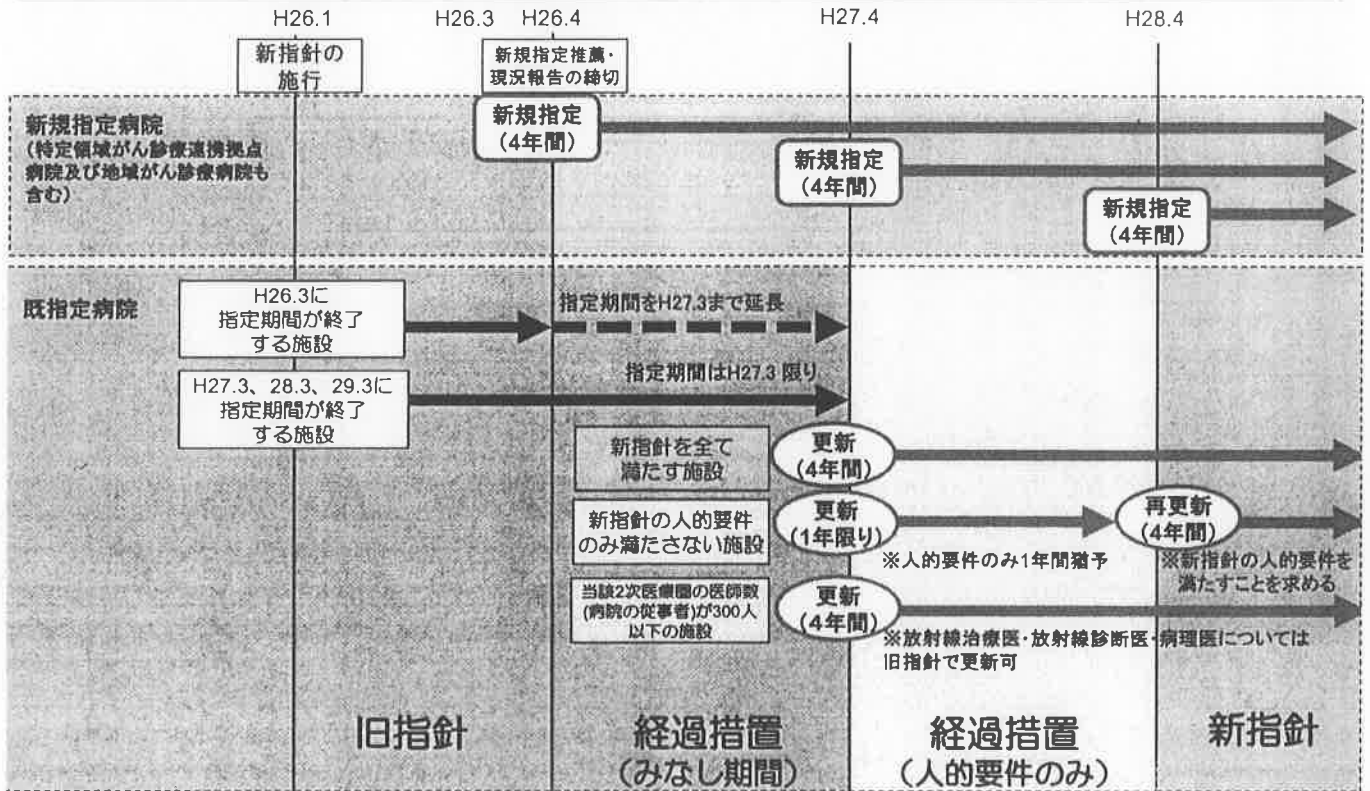 H26.1
H26.3
H26.4
H27.4
H28.4
新指針の
施行
新規指定推薦・
現況報告の締切
新規指定病院
(特定領域がん診療連携拠点
病院及び地域がん診療病院も
含む)
新規指定
(4年間)
新規指定
(4年間)
新規指定
(4年間)
既指定病院
H26.3に
指定期間が終了
する施設
指定期間をH27.3まで延長
H27.3、28.3、29.3に
指定期間が終了
する施設
指定期間はH27.3 限り
新指針を全て
満たす施設
更新
(4年間)
新指針の人的要件
のみ満たさない施設
更新
(1年限り)
再更新
(4年間)
※人的要件のみ1年間猶予
※新指針の人的要件を
満たすことを求める
当該2次医療圏の医師数
(病院の従事者)が300人
以下の施設
更新
(4年間)
※放射線治療医・放射線診断医・病理医については
旧指針で更新可
旧指針
経過措置
(みなし期間)
経過措置
(人的要件のみ)
新指針